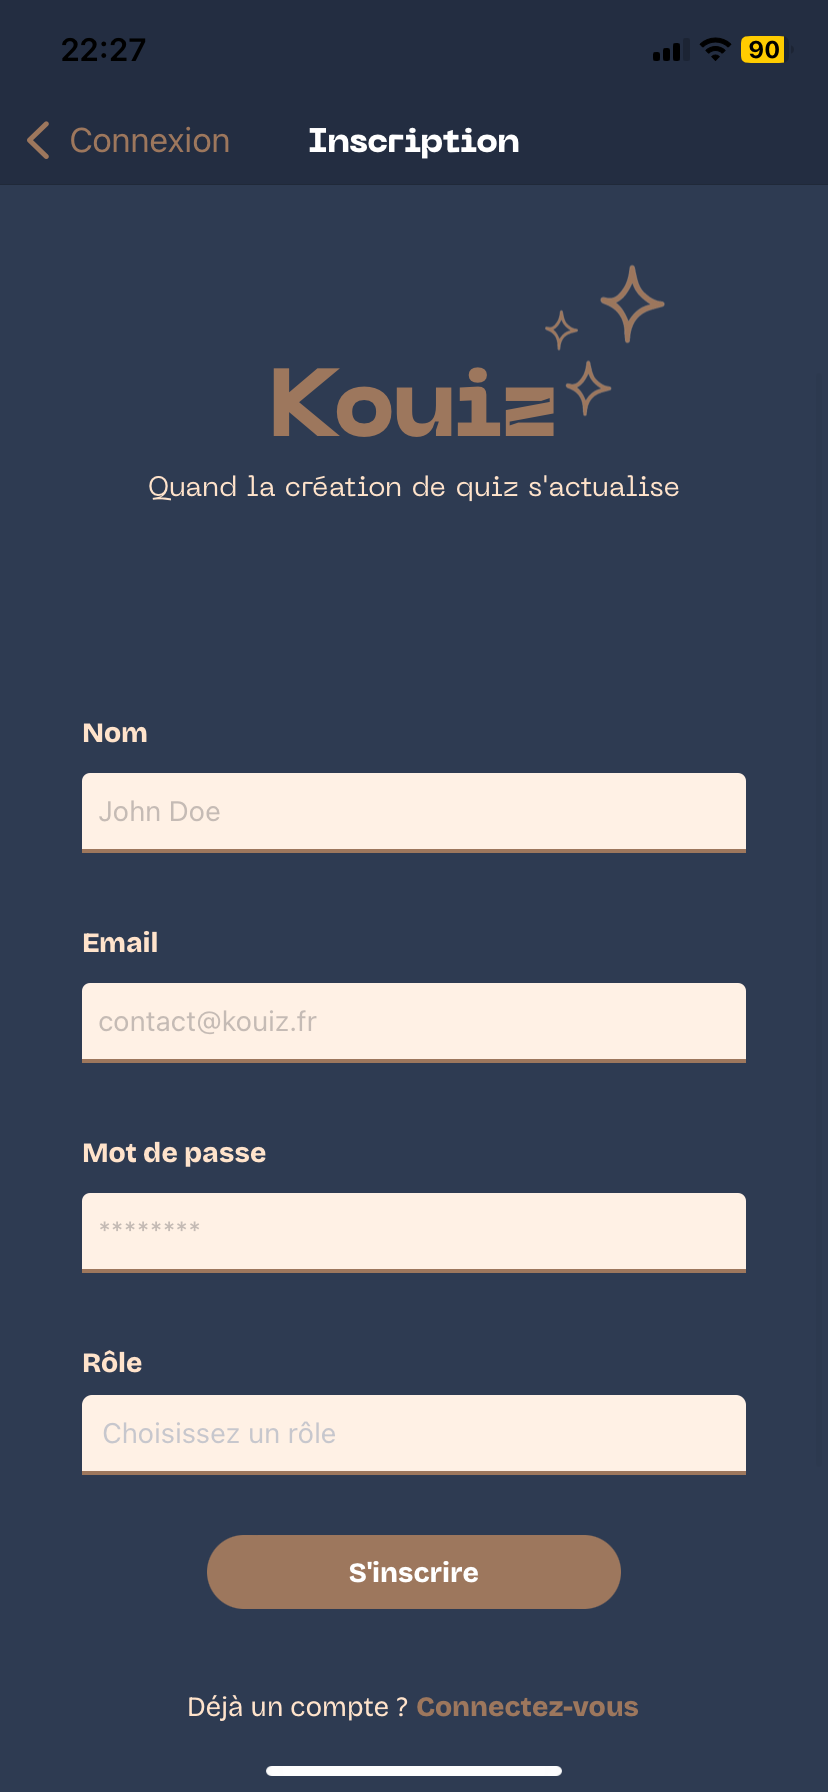 22:27
90
Connexion
Inscription
Kouiz
Quand la création de quiz s'actualise
Nom
John Doe
Email
contact@kouiz.fr
Mot de passe
********
Rôle
Choisissez un rôle
S'inscrire
Déjà un compte ? Connectez-vous